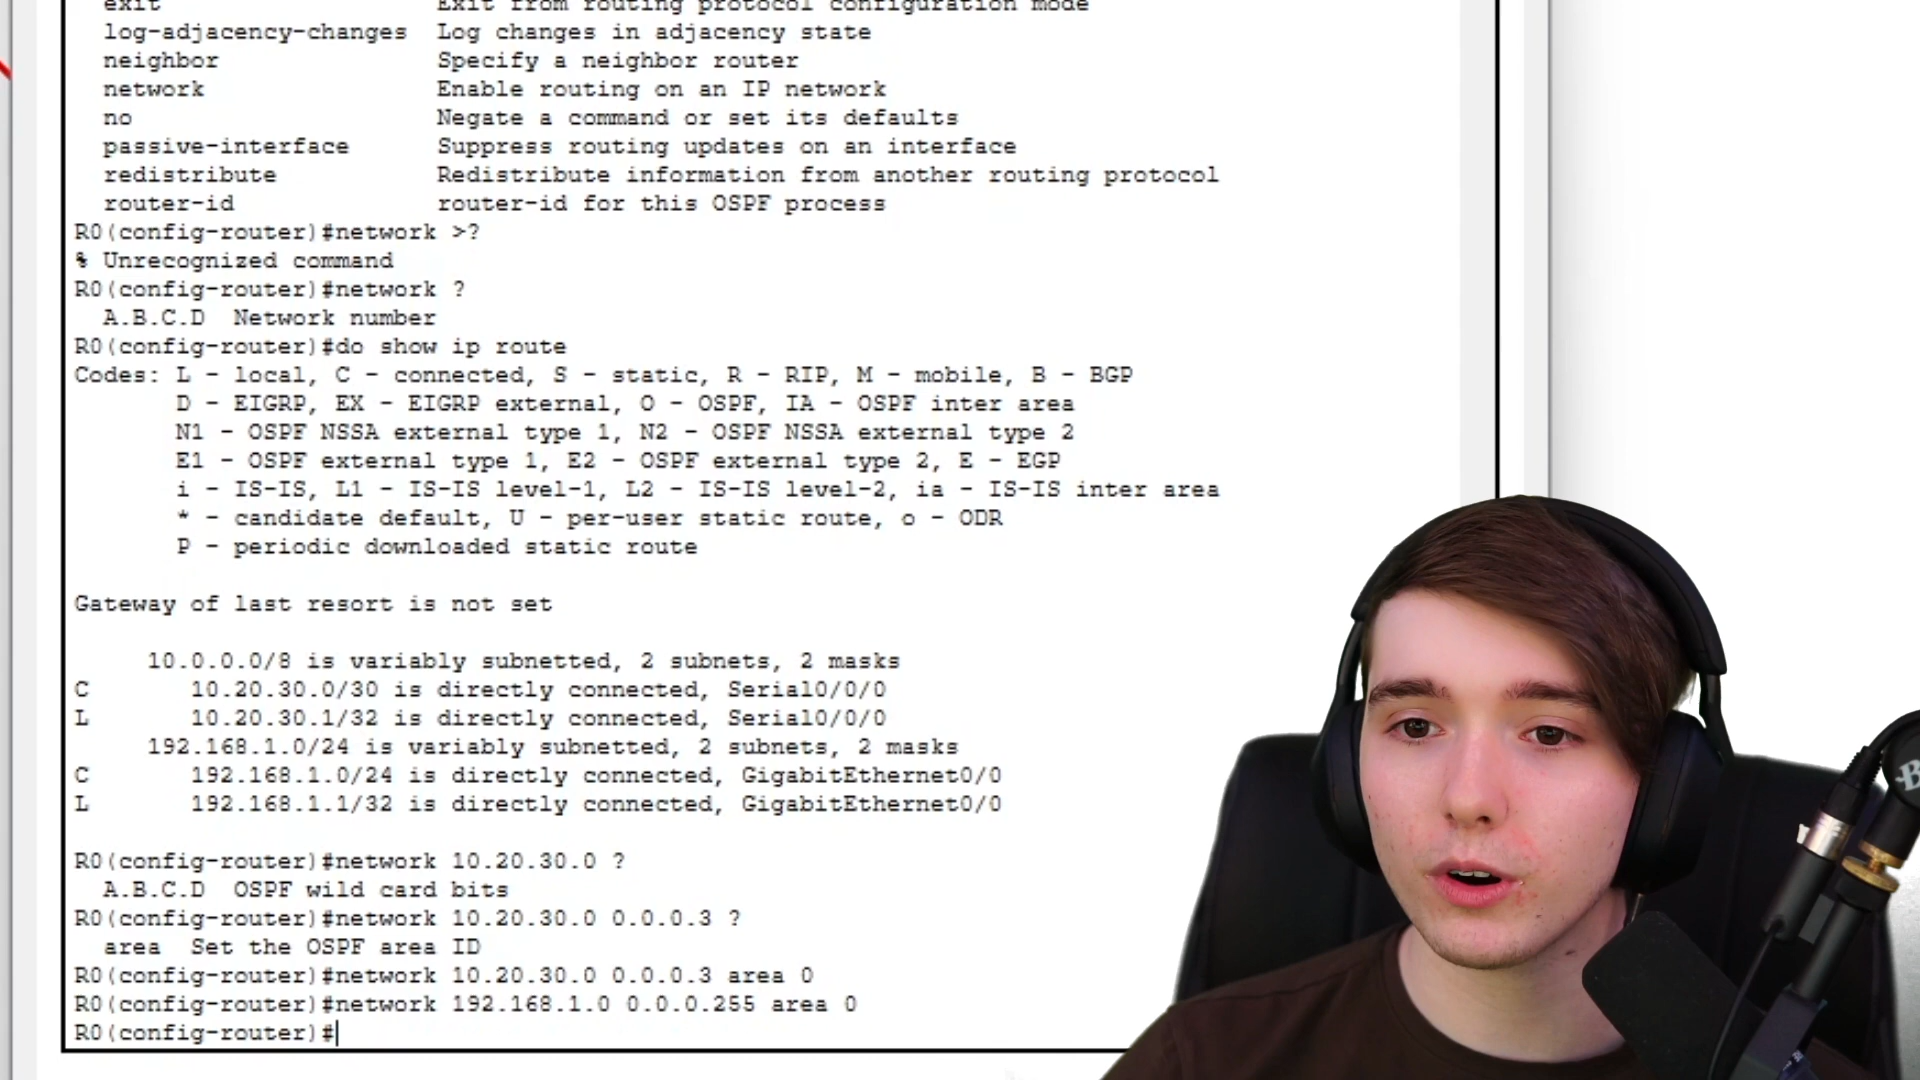 exit Exit from routing protocol configuration mode
log-adjacency-changes Log changes in adjacency state
neighbor Specify a neighbor router
network Enable routing on an IP network
no Negate a command or set its defaults
passive-interface Suppress routing updates on an interface
redistribute Redistribute information from another routing protocol
router-id router-id for this OSPF process
R0(config-router)#network >?
% Unrecognized command
R0(config-router)#network ?
A.B.C.D Network number
R0(config-router)#do show ip route
Codes: L - local, C - connected, S - static, R - RIP, M - mobile, B - BGP
D - EIGRP, EX - EIGRP external, O - OSPF, IA - OSPF inter area
N1 - OSPF NSSA external type 1, N2 - OSPF NSSA external type 2
E1 - OSPF external type 1, E2 - OSPF external type 2, E - EGP
i - IS-IS, L1 - IS-IS level-1, L2 - IS-IS level-2, ia - IS-IS inter area
* - candidate default, U - per-user static route, o - ODR
P - periodic downloaded static route
Gateway of last resort is not set
10.0.0.0/8 is variably subnetted, 2 subnets, 2 masks
C 10.20.30.0/30 is directly connected, Serial0/0/0
L 10.20.30.1/32 is directly connected, Serial0/0/0
192.168.1.0/24 is variably subnetted, 2 subnets, 2 masks
C 192.168.1.0/24 is directly connected, GigabitEthernet0/0
L 192.168.1.1/32 is directly connected, GigabitEthernet0/0
R0(config-router)#network 10.20.30.0 ?
A.B.C.D OSPF wild card bits
R0(config-router)#network 10.20.30.0 0.0.0.3 ?
area Set the OSPF area ID
R0(config-router)#network 10.20.30.0 0.0.0.3 area 0
R0(config-router)#network 192.168.1.0 0.0.0.255 area 0
R0(config-router)#